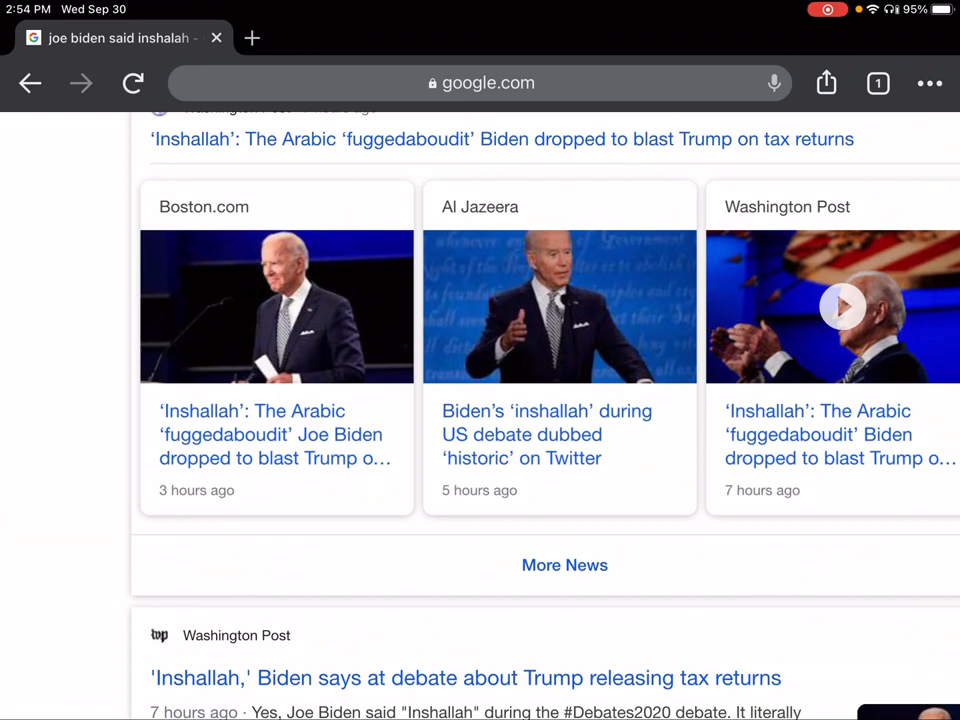 2:54 PM Wed Sep 30
95%
joe biden said inshalah -
google.com
1
'Inshallah': The Arabic 'fuggedaboudit' Biden dropped to blast Trump on tax returns
Boston.com
Al Jazeera
Washington Post
'Inshallah': The Arabic
'fuggedaboudit' Joe Biden
dropped to blast Trump o...
3 hours ago
Biden's 'inshallah' during
US debate dubbed
'historic' on Twitter
5 hours ago
'Inshallah': The Arabic
'fuggedaboudit' Biden
dropped to blast Trump o...
7 hours ago
More News
wp Washington Post
'Inshallah,' Biden says at debate about Trump releasing tax returns
7 hours ago · Yes, Joe Biden said "Inshallah" during the #Debates2020 debate. It literally